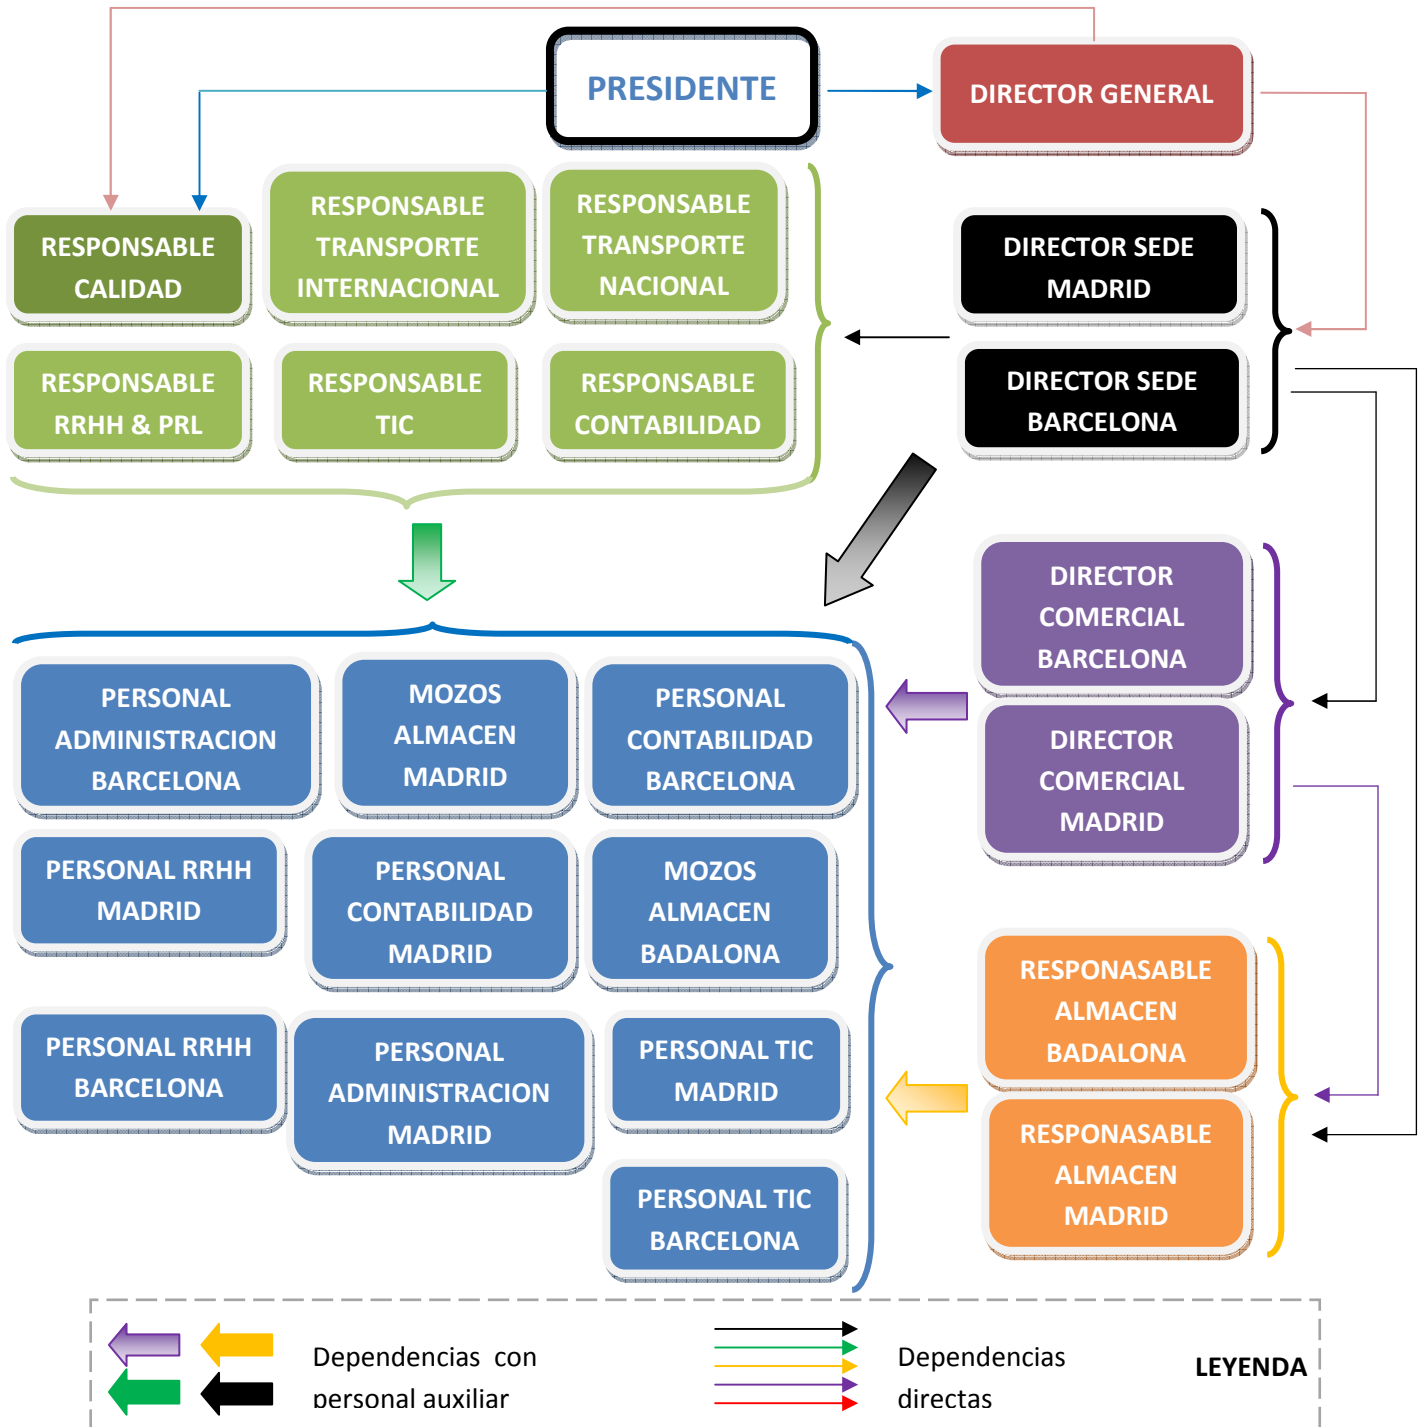 PRESIDENTE
DIRECTOR GENERAL
RESPONSABLE
CALIDAD
RESPONSABLE
TRANSPORTE
INTERNACIONAL
RESPONSABLE
TRANSPORTE
NACIONAL
DIRECTOR SEDE
MADRID
RESPONSABLE
RRHH & PRL
RESPONSABLE
TIC
RESPONSABLE
CONTABILIDAD
DIRECTOR SEDE
BARCELONA
DIRECTOR
COMERCIAL
BARCELONA
PERSONAL
ADMINISTRACION
BARCELONA
MOZOS
ALMACEN
MADRID
PERSONAL
CONTABILIDAD
BARCELONA
DIRECTOR
COMERCIAL
MADRID
PERSONAL RRHH
MADRID
PERSONAL
CONTABILIDAD
MADRID
MOZOS
ALMACEN
BADALONA
RESPONASABLE
ALMACEN
BADALONA
PERSONAL RRHH
BARCELONA
PERSONAL
ADMINISTRACION
MADRID
PERSONAL TIC
MADRID
RESPONASABLE
ALMACEN
MADRID
PERSONAL TIC
BARCELONA
Dependencias con
personal auxiliar
Dependencias
directas
LEYENDA